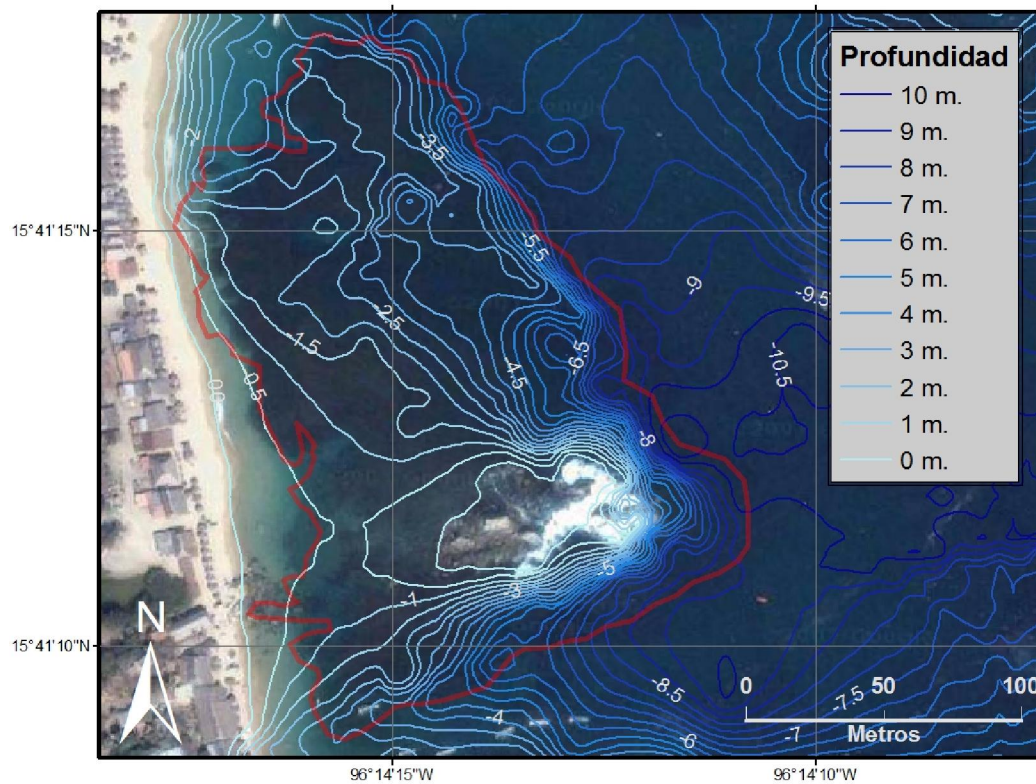 Profundidad
10 m.
9 m.
8 m.
7 m.
6 m.
5 m.
4 m.
3 m.
2 m.
1 m.
0 m.
-2
-3.5
15°41'15"N
-5.5
-9
-9.5
-2.5
-1.5
-6.5
-10.5
-4.5
0.0
-0.5
-8
-5
-3
-1
N
15°41'10"N
-8.5
-7.5
-4
-6
-7
0 50 100
Metros
96°14'15"W
96°14'10"W